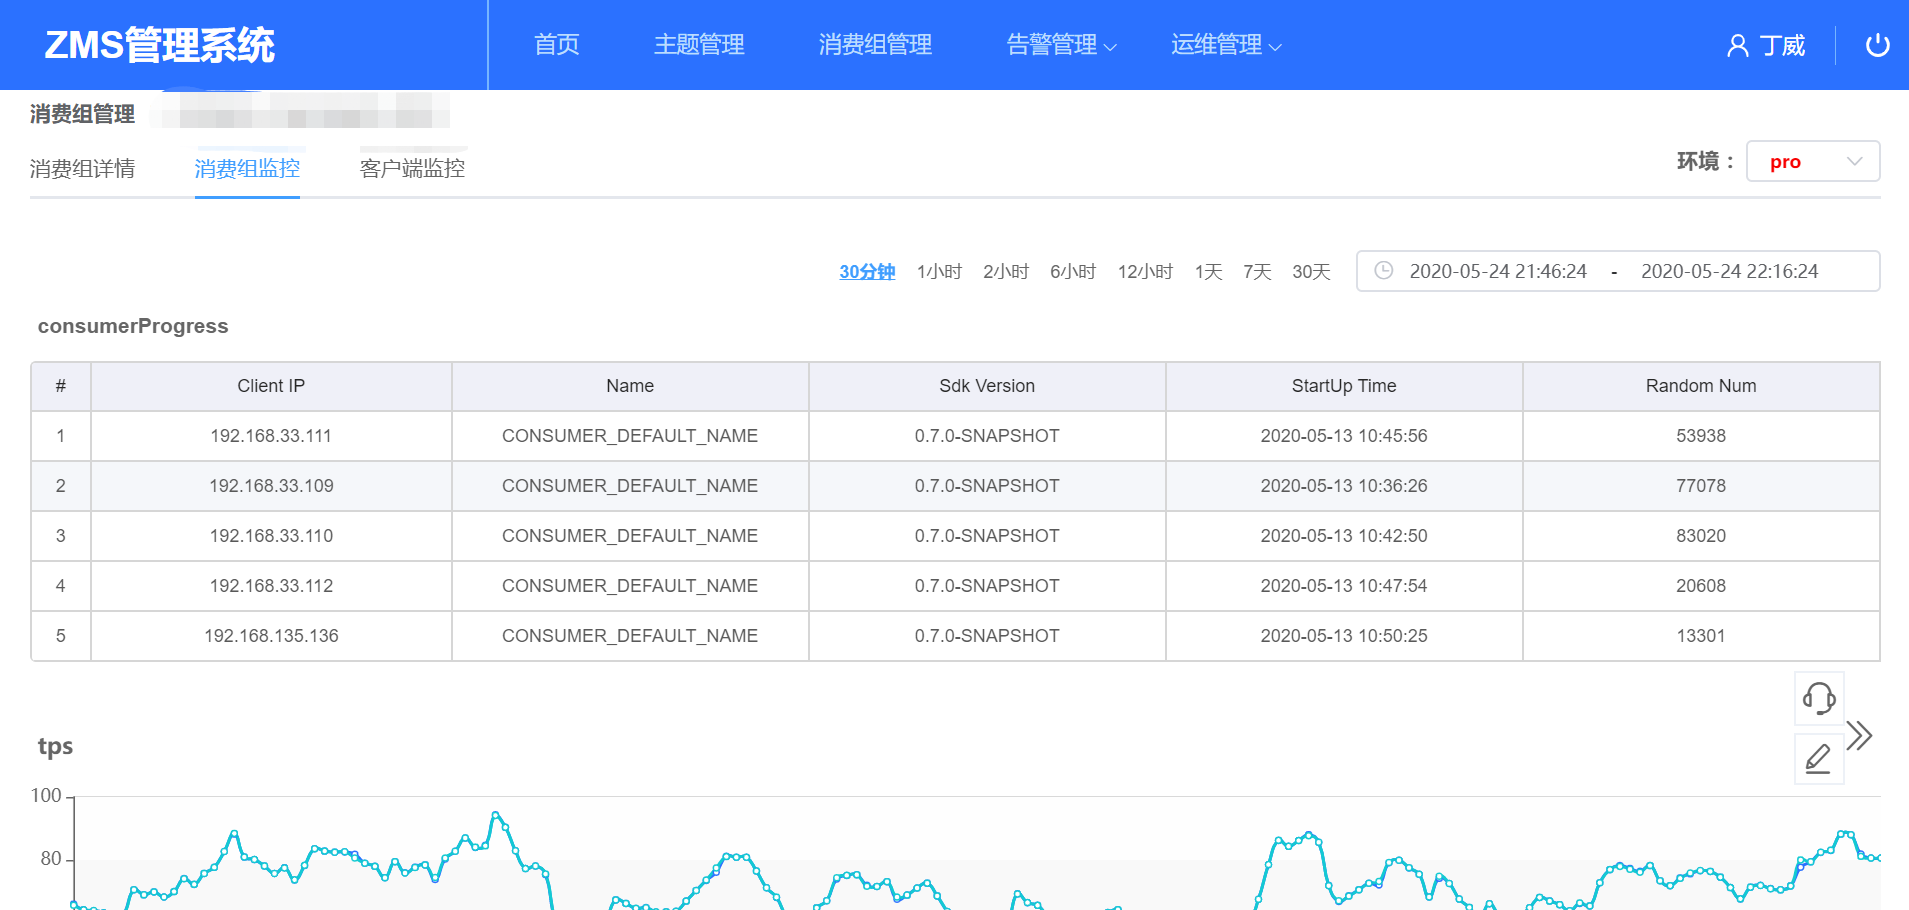 ZMS管理系统
首页 主题管理 消费组管理 告警管理 运维管理 丁威
消费组管理
消费组详情 消费组监控 客户端监控 环境： pro
30分钟 1小时 2小时 6小时 12小时 1天 7天 30天 2020-05-24 21:46:24 - 2020-05-24 22:16:24
consumerProgress
# Client IP Name Sdk Version StartUp Time Random Num
1 192.168.33.111 CONSUMER_DEFAULT_NAME 0.7.0-SNAPSHOT 2020-05-13 10:45:56 53938
2 192.168.33.109 CONSUMER_DEFAULT_NAME 0.7.0-SNAPSHOT 2020-05-13 10:36:26 77078
3 192.168.33.110 CONSUMER_DEFAULT_NAME 0.7.0-SNAPSHOT 2020-05-13 10:42:50 83020
4 192.168.33.112 CONSUMER_DEFAULT_NAME 0.7.0-SNAPSHOT 2020-05-13 10:47:54 20608
5 192.168.135.136 CONSUMER_DEFAULT_NAME 0.7.0-SNAPSHOT 2020-05-13 10:50:25 13301
tps
100
80